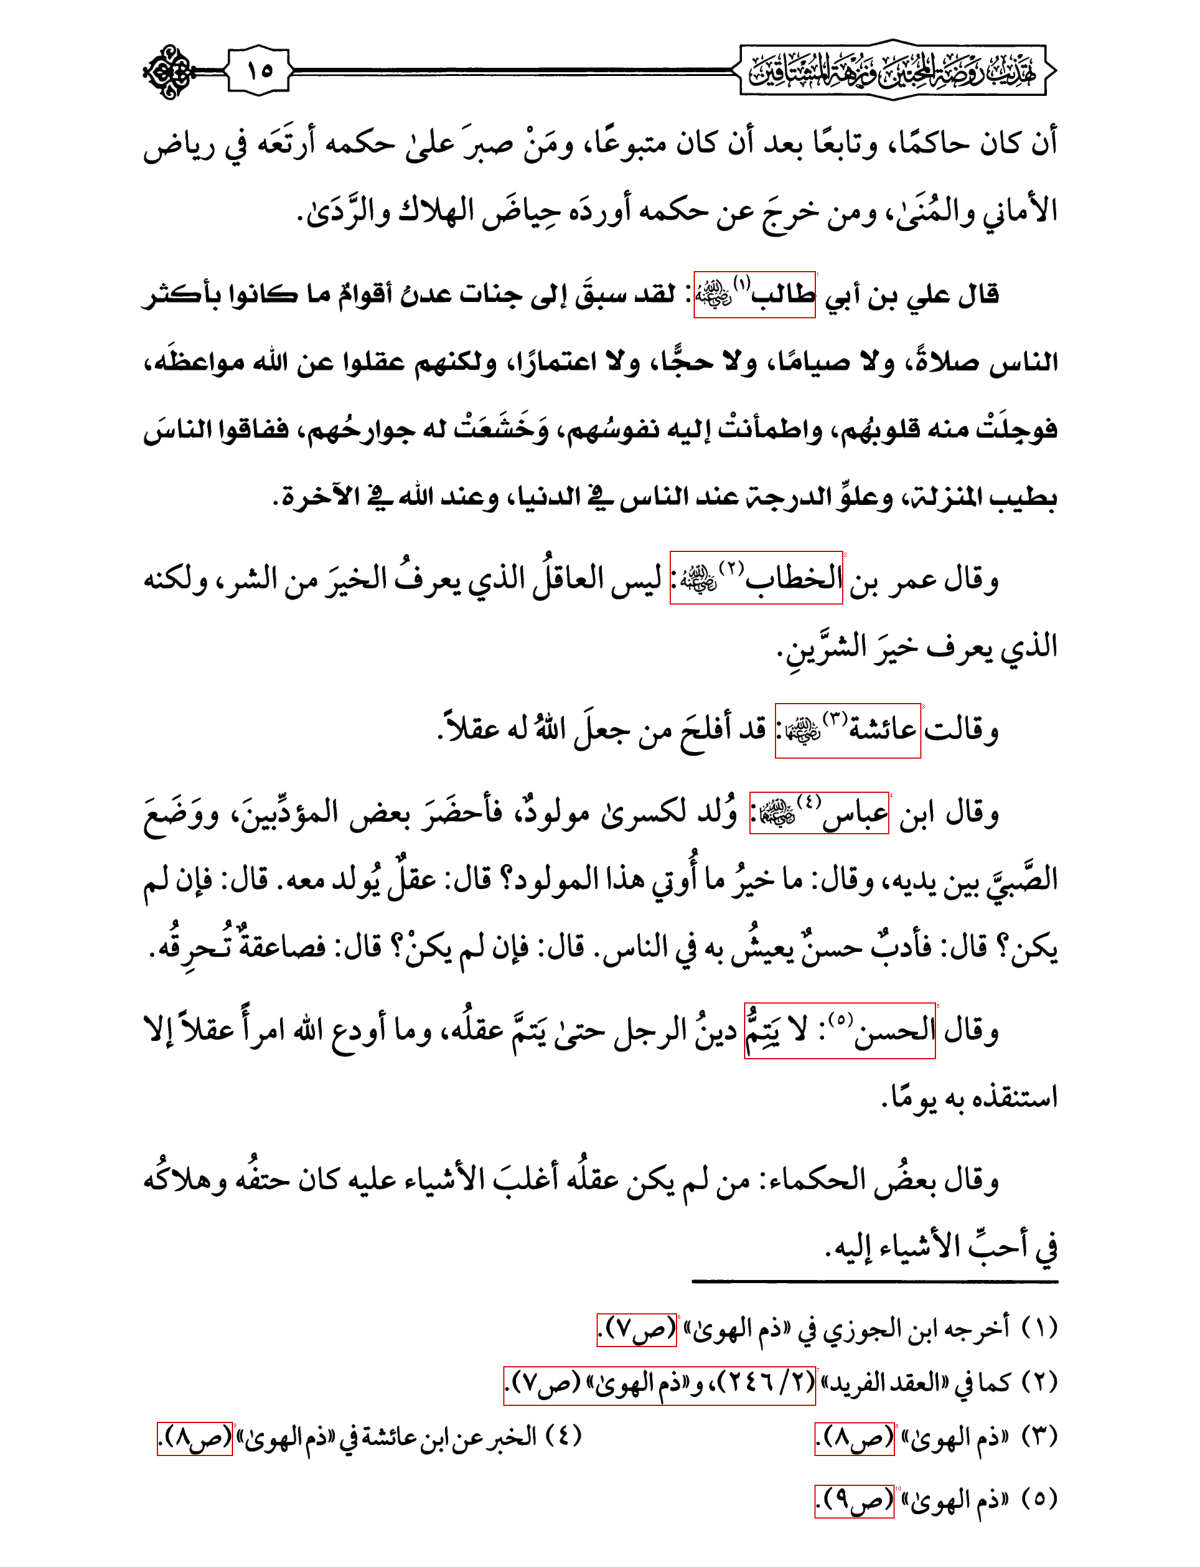 تهذيب روضة المحبين ونزهة المشتاقين
١٥
أن كان حاكمًا، وتابعًا بعد أن كان متبوعًا، ومَنْ صبرَ علىٰ حكمه أرتَعَه في رياض
الأماني والمُنَىٰ، ومن خرجَ عن حكمه أوردَه حِياضَ الهلاك والرَّدَىٰ.
قال علي بن أبي طالب(١) رضي الله عنه: لقد سبقَ إلى جنات عدنٍ أقوامٌ ما كانوا بأكثر
الناس صلاةً، ولا صيامًا، ولا حجًّا، ولا اعتمارًا، ولكنهم عقلوا عن الله مواعظَه،
فوجِلَتْ منه قلوبهُم، واطمأنتْ إليه نفوسُهم، وَخَشَعَتْ له جوارحُهم، ففاقوا الناسَ
بطيب المنزلة، وعلوِّ الدرجة عند الناس في الدنيا، وعند الله في الآخرة.
وقال عمر بن الخطاب(٢) رضي الله عنه: ليس العاقلُ الذي يعرفُ الخيرَ من الشر، ولكنه
الذي يعرف خيرَ الشرَّينِ.
وقالت عائشة(٣) رضي الله عنها: قد أفلحَ من جعلَ اللهُ له عقلاً.
وقال ابن عباس(٤) رضي الله عنهما: وُلد لكسرىٰ مولودٌ، فأحضَرَ بعض المؤدِّبينَ، ووَضَعَ
الصَّبيَّ بين يديه، وقال: ما خيرُ ما أُوتي هذا المولود؟ قال: عقلٌ يُولد معه. قال: فإن لم
يكن؟ قال: فأدبٌ حسنٌ يعيشُ به في الناس. قال: فإن لم يكنْ؟ قال: فصاعقةٌ تُحرِقُه.
وقال الحسن(٥): لا يَتِمُّ دينُ الرجل حتىٰ يَتمَّ عقلُه، وما أودع الله امرأً عقلاً إلا
استنقذه به يومًا.
وقال بعضُ الحكماء: من لم يكن عقلُه أغلبَ الأشياء عليه كان حتفُه وهلاكُه
في أحبِّ الأشياء إليه.
(١) أخرجه ابن الجوزي في «ذم الهوىٰ» (ص٧).
(٢) كما في «العقد الفريد» (٢/ ٢٤٦)، و«ذم الهوىٰ» (ص٧).
(٣) «ذم الهوىٰ» (ص٨).
(٤) الخبر عن ابن عائشة في «ذم الهوىٰ» (ص٨).
(٥) «ذم الهوىٰ» (ص٩).